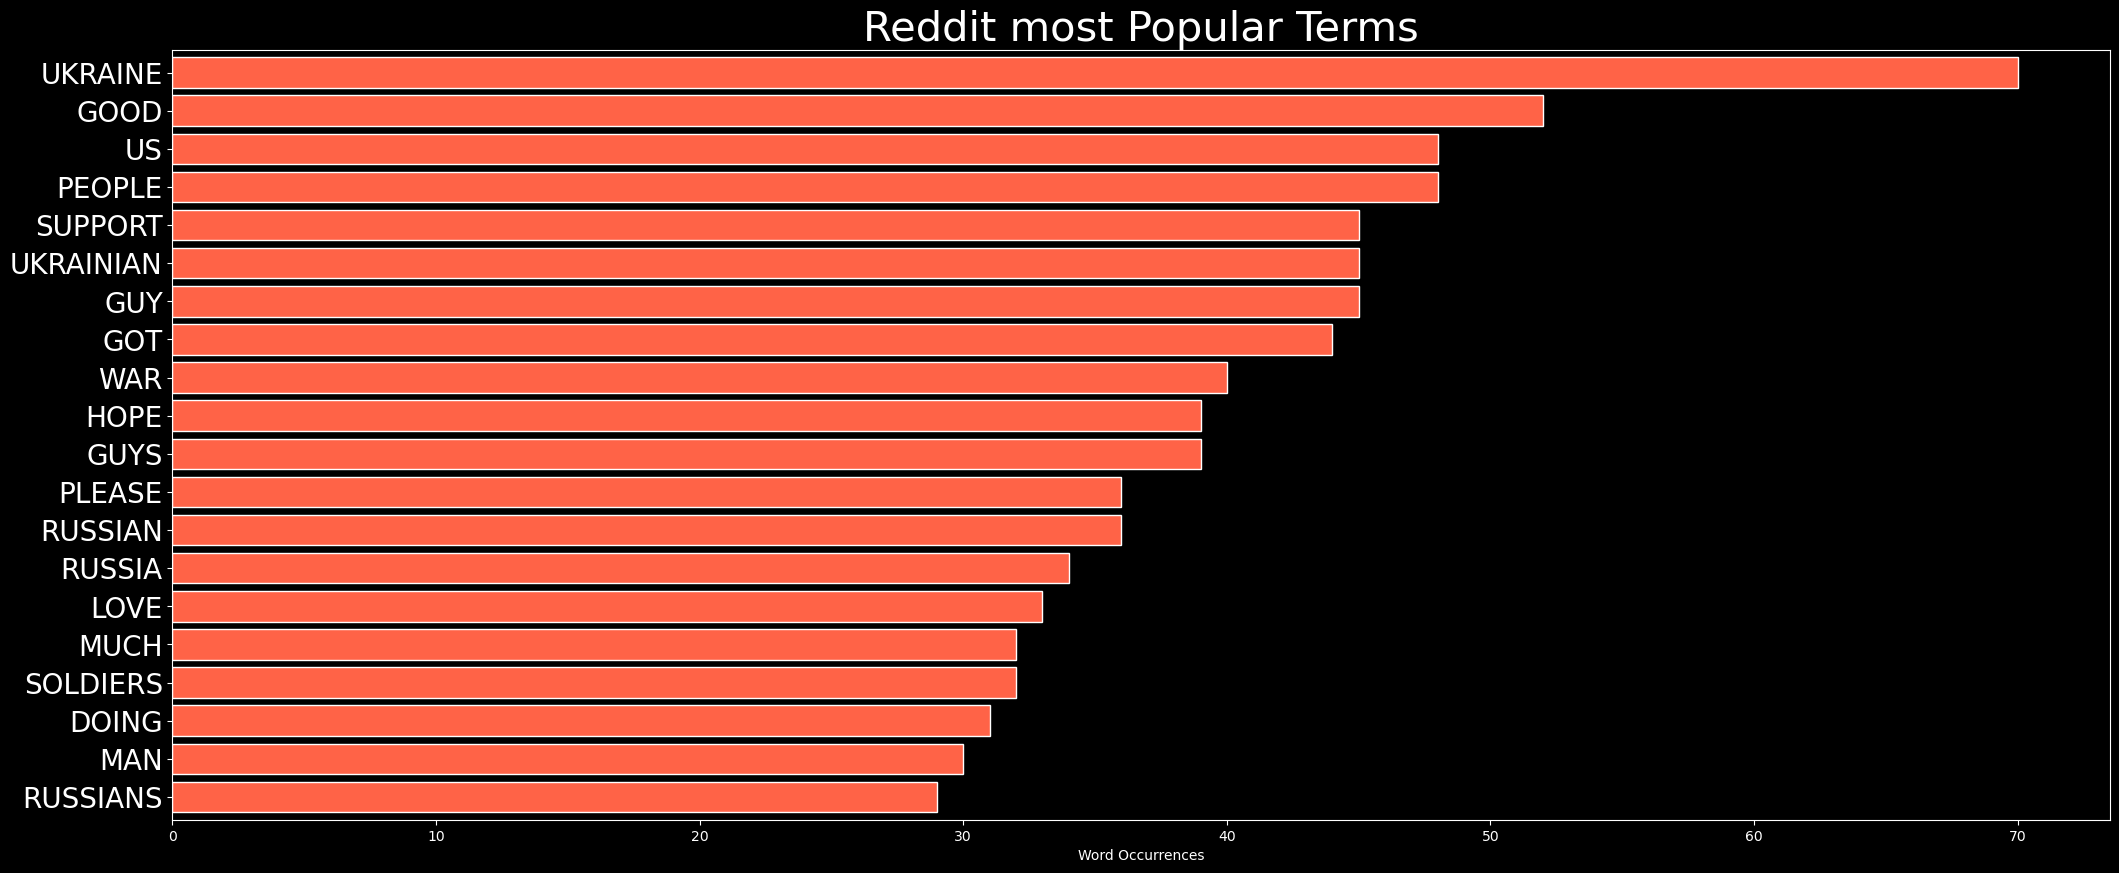 Reddit most Popular Terms
UKRAINE
GOOD
US
PEOPLE
SUPPORT
UKRAINIAN
GUY
GOT
WAR
HOPE
GUYS
PLEASE
RUSSIAN
RUSSIA
LOVE
MUCH
SOLDIERS
DOING
MAN
RUSSIANS
0 10 20 30 40 50 60 70
Word Occurrences